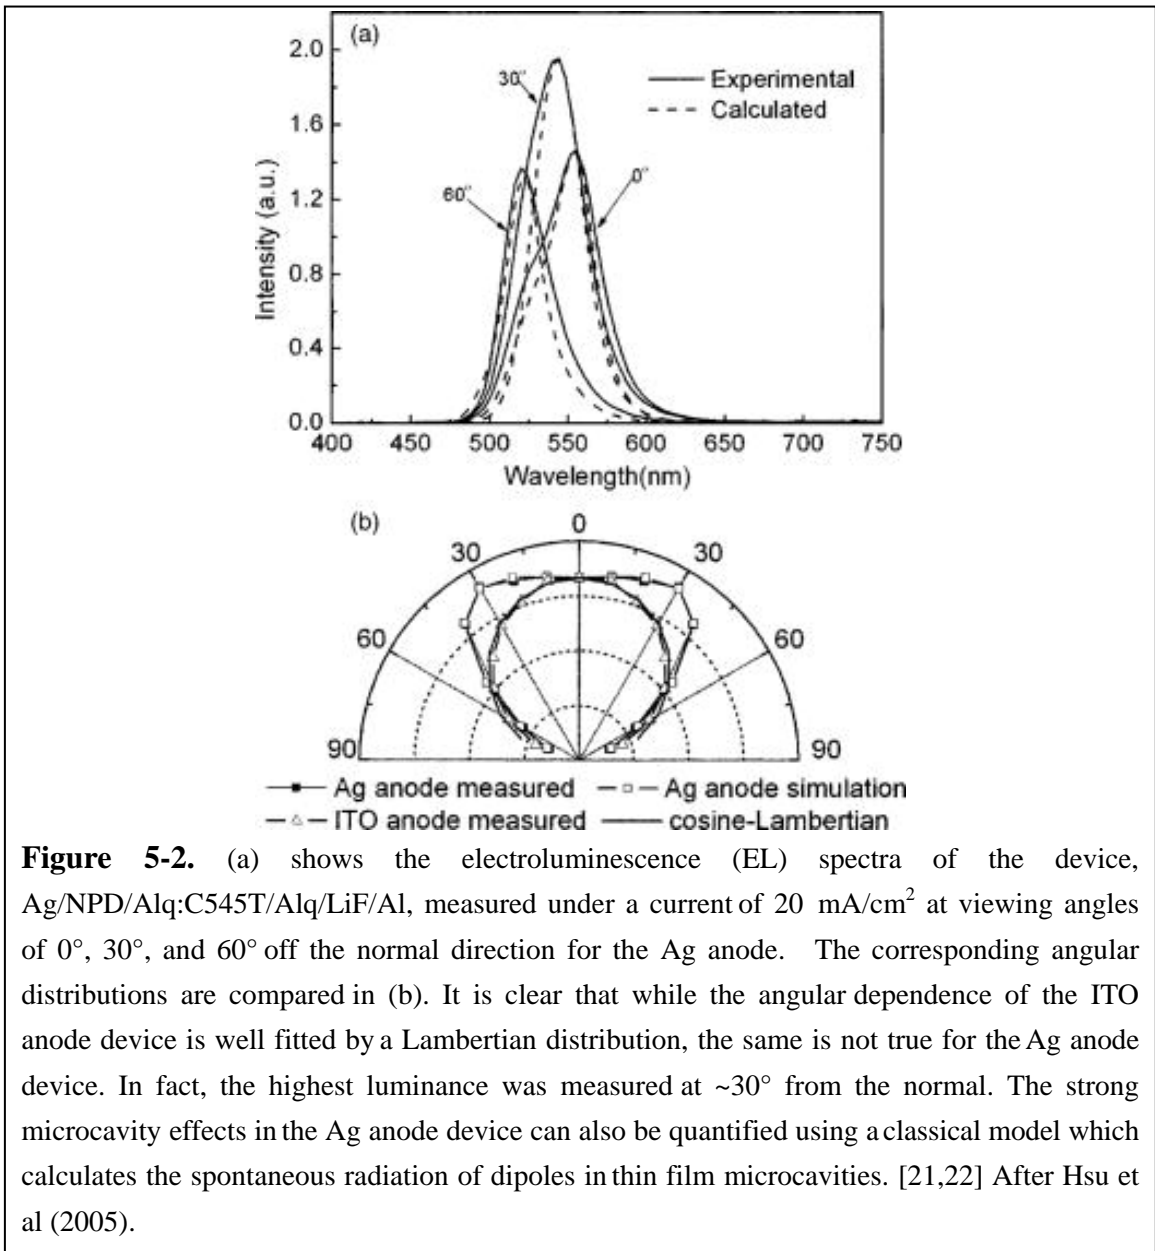 (a)
2.0
1.6
1.2
0.8
0.4
0.0
Intensity (a.u.)
30°
60°
0°
Experimental
Calculated
400 450 500 550 600 650 700 750
Wavelength(nm)
(b)
0
30 30
60 60
90 90
Ag anode measured Ag anode simulation
ITO anode measured cosine-Lambertian
Figure 5-2. (a) shows the electroluminescence (EL) spectra of the device,
Ag/NPD/Alq:C545T/Alq/LiF/Al, measured under a current of 20 mA/cm² at viewing angles
of 0°, 30°, and 60° off the normal direction for the Ag anode. The corresponding angular
distributions are compared in (b). It is clear that while the angular dependence of the ITO
anode device is well fitted by a Lambertian distribution, the same is not true for the Ag anode
device. In fact, the highest luminance was measured at ~30° from the normal. The strong
microcavity effects in the Ag anode device can also be quantified using a classical model which
calculates the spontaneous radiation of dipoles in thin film microcavities. [21,22] After Hsu et
al (2005).